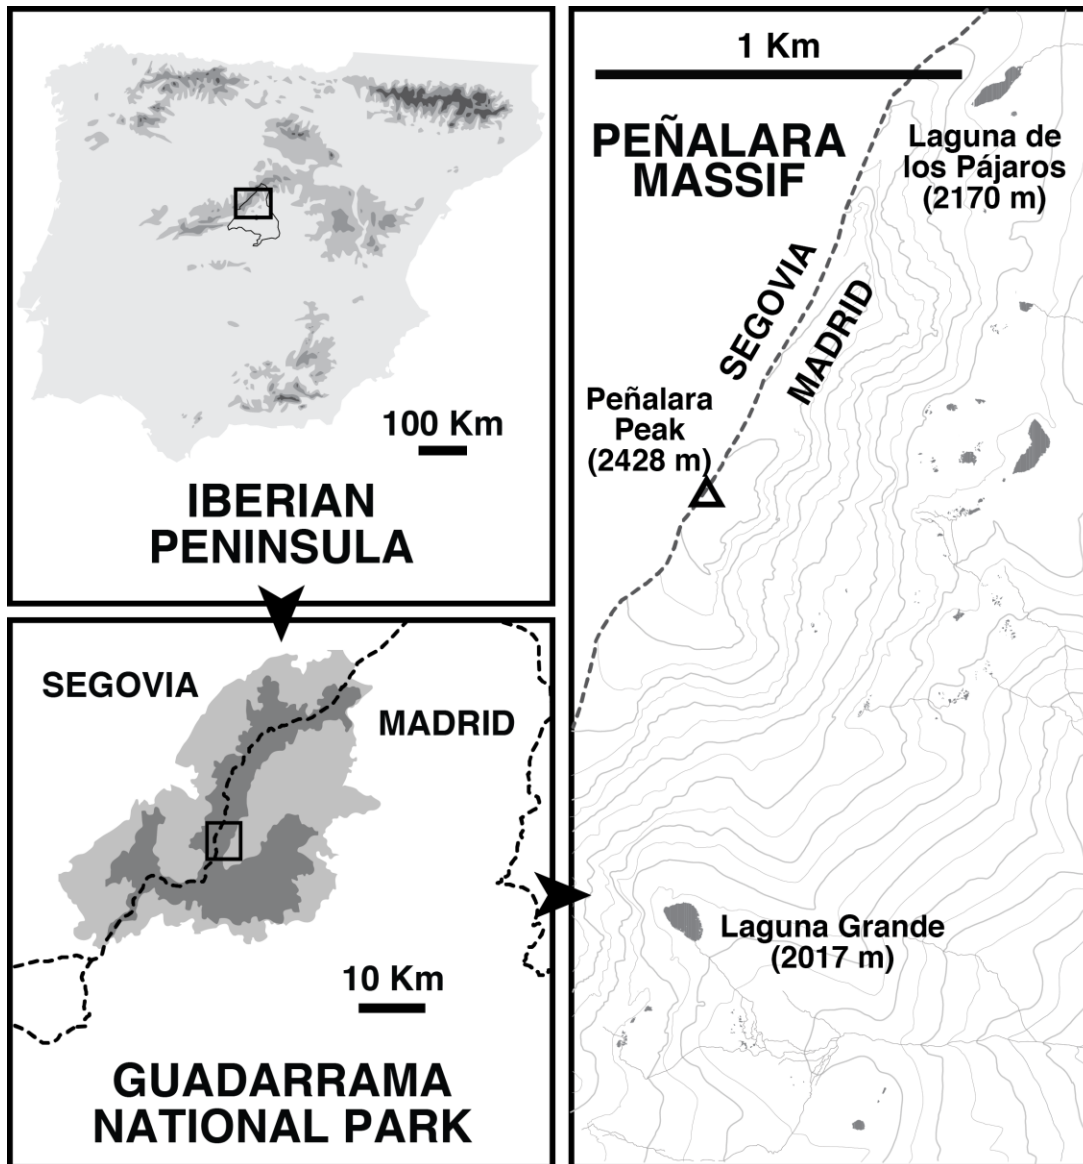 100 Km
IBERIAN
PENINSULA
SEGOVIA
MADRID
10 Km
GUADARRAMA
NATIONAL PARK
1 Km
PEÑALARA
MASSIF
Laguna de
los Pájaros
(2170 m)
SEGOVIA
MADRID
Peñalara
Peak
(2428 m)
Laguna Grande
(2017 m)